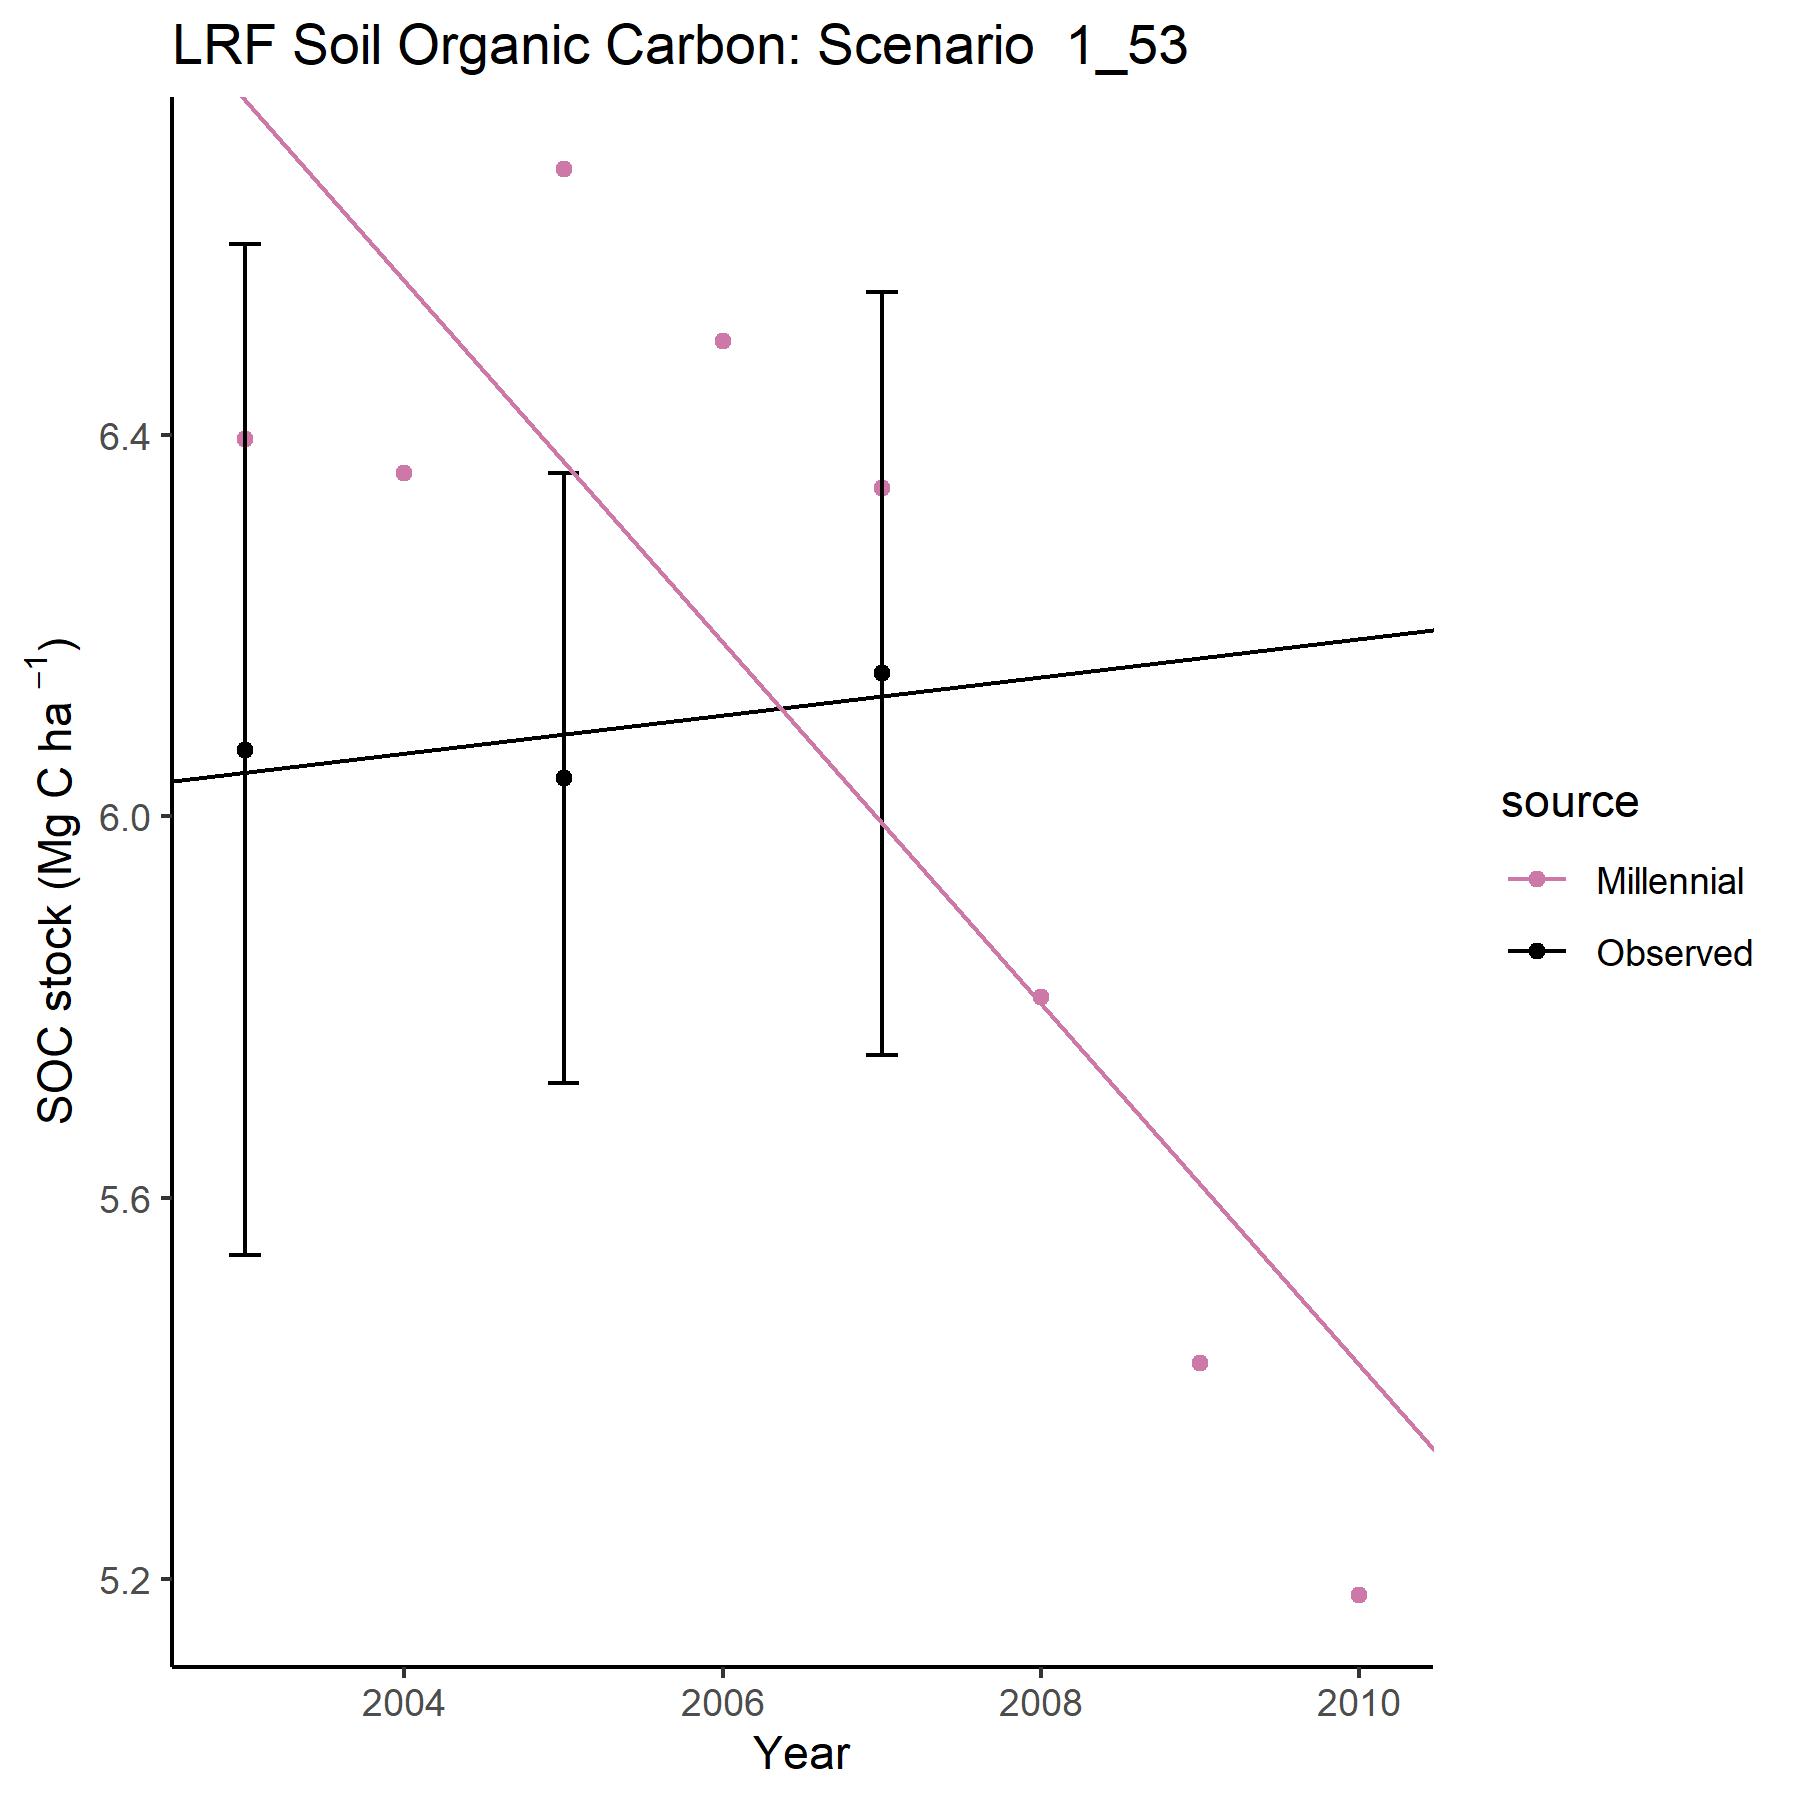 LRF Soil Organic Carbon: Scenario  1_53
SOC stock (Mg C ha −1)
6.4
6.0
5.6
5.2
2004
2006
2008
2010
Year
source
Millennial
Observed